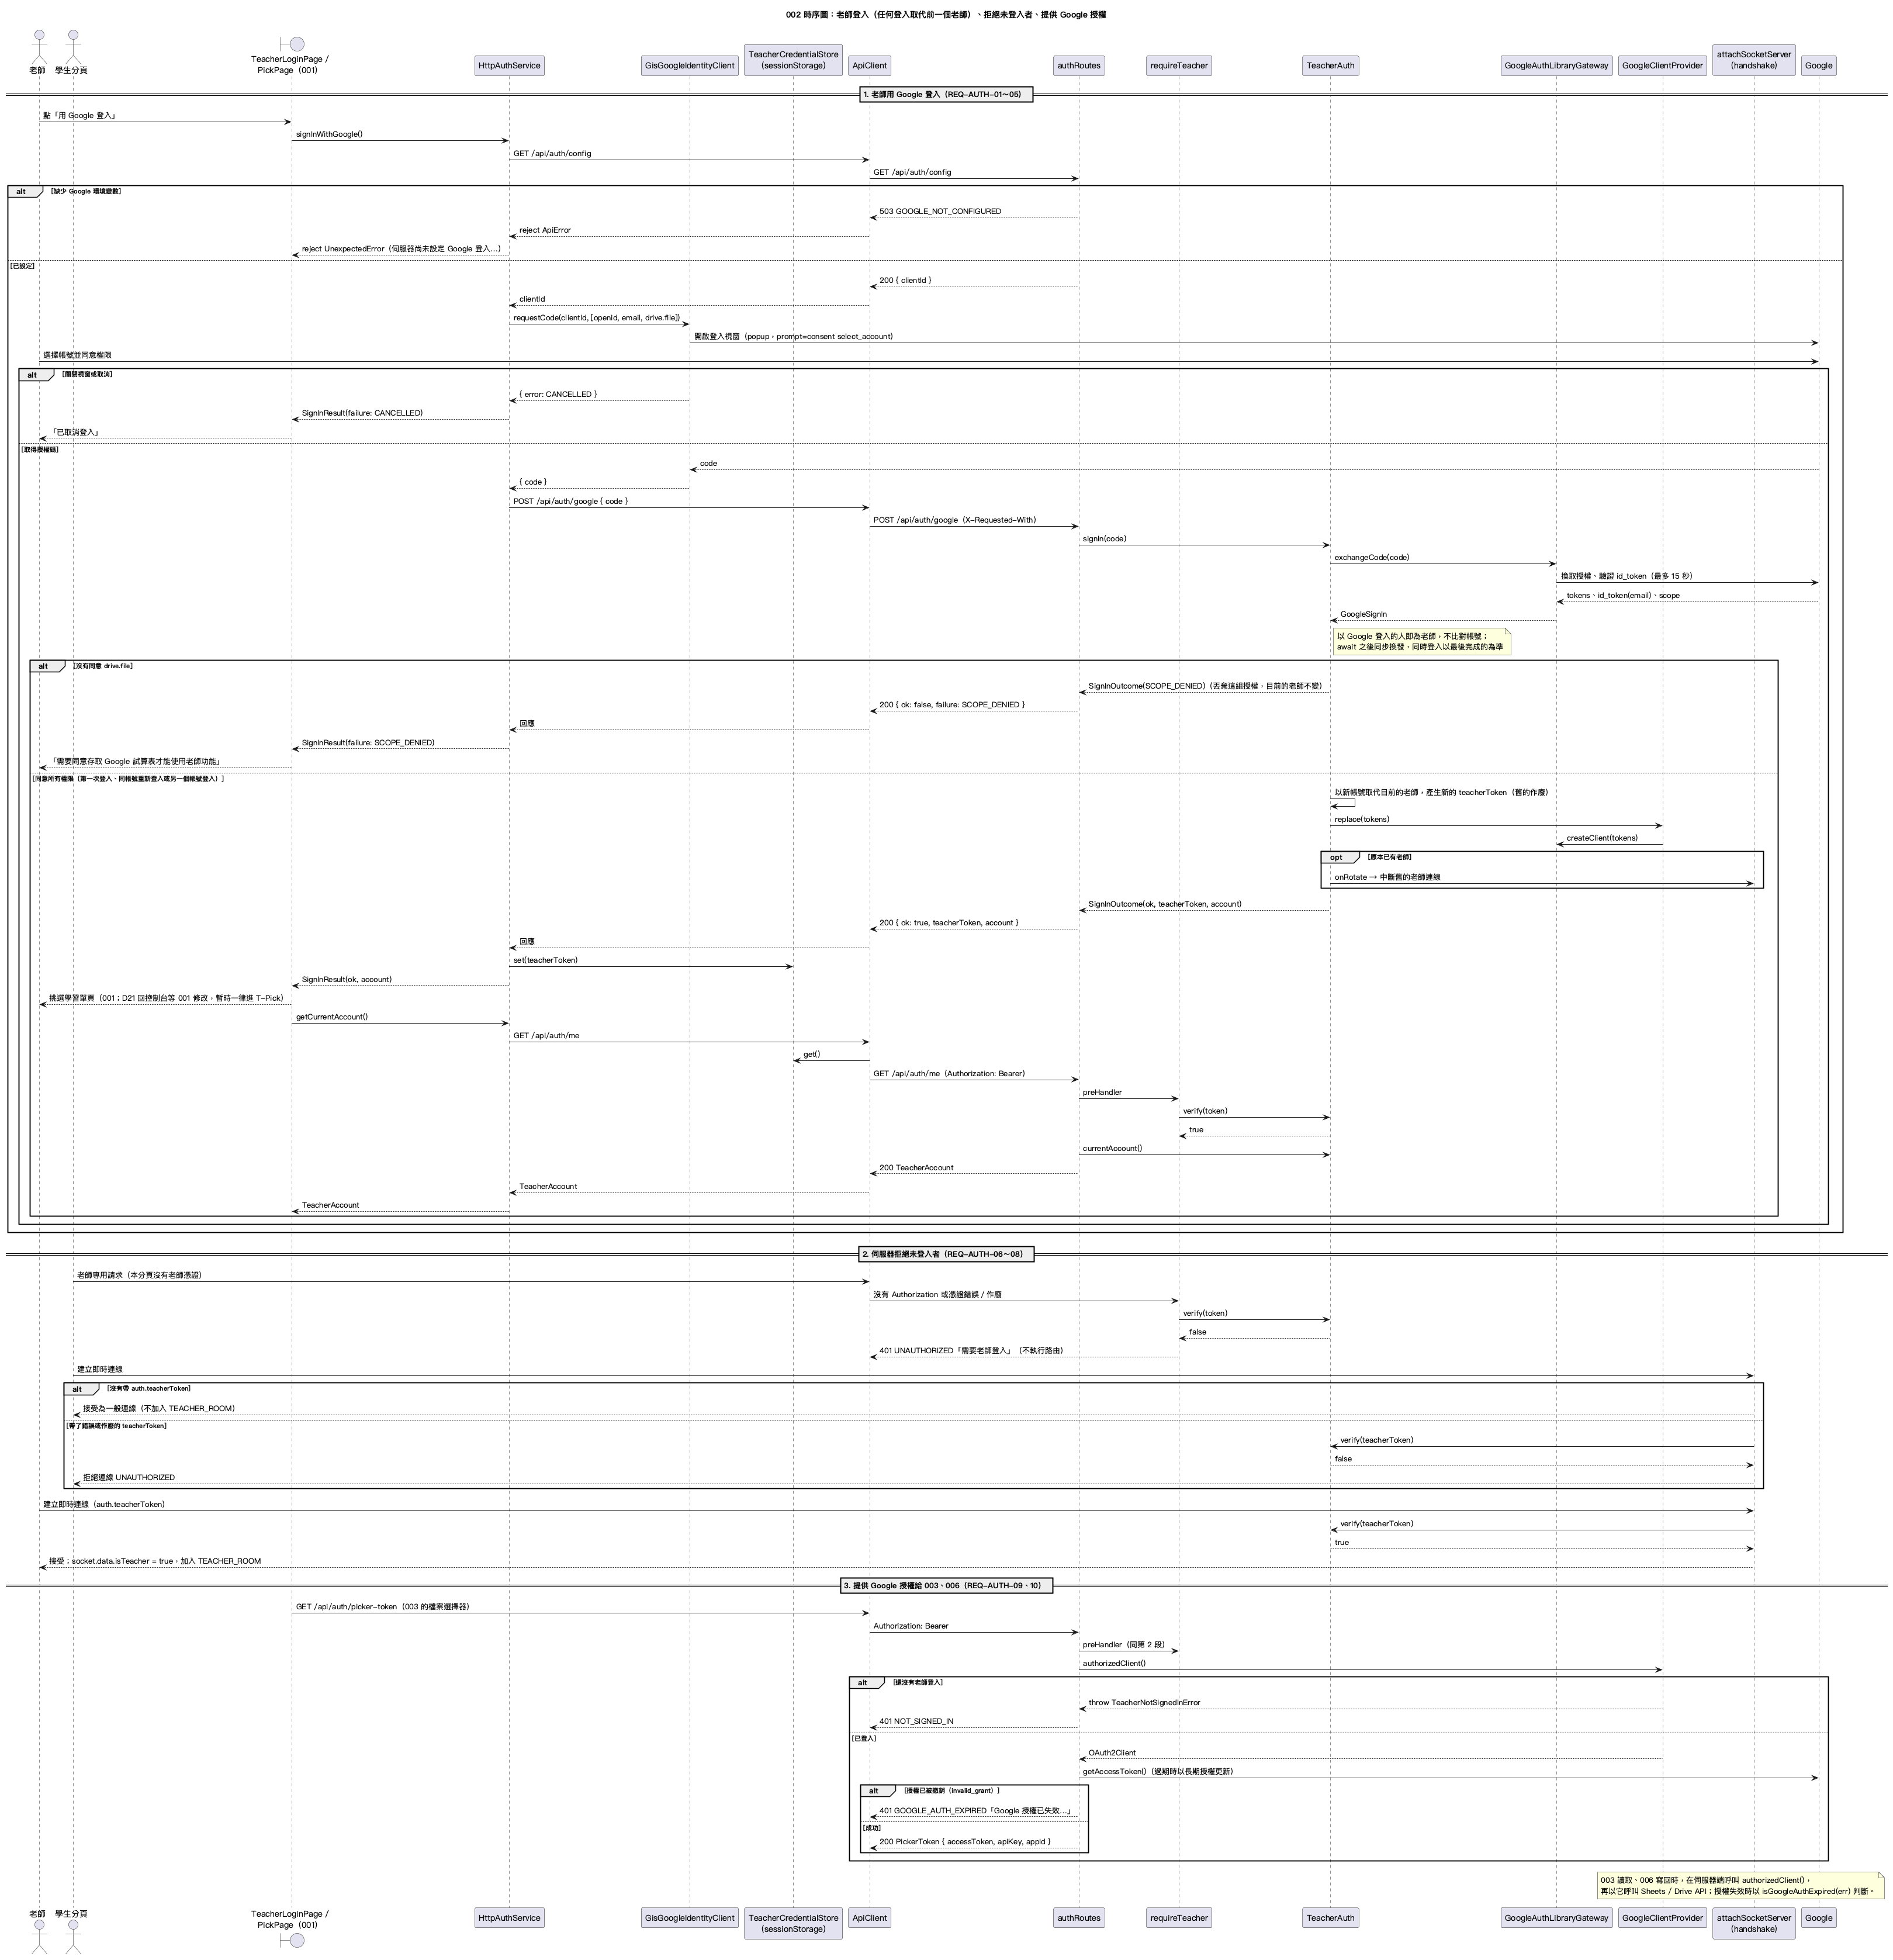 002 時序圖：老師登入（任何登入取代前一個老師）、拒絕未登入者、提供 Google 授權
老師
學生分頁
TeacherLoginPage /
PickPage（001）
HttpAuthService
GisGoogleIdentityClient
TeacherCredentialStore
(sessionStorage)
ApiClient
authRoutes
requireTeacher
TeacherAuth
GoogleAuthLibraryGateway
GoogleClientProvider
attachSocketServer
(handshake)
Google
1. 老師用 Google 登入（REQ-AUTH-01～05）
點「用 Google 登入」
signInWithGoogle()
GET /api/auth/config
GET /api/auth/config
alt [缺少 Google 環境變數]
503 GOOGLE_NOT_CONFIGURED
reject ApiError
reject UnexpectedError（伺服器尚未設定 Google 登入…）
[已設定]
200 { clientId }
clientId
requestCode(clientId, [openid, email, drive.file])
開啟登入視窗（popup，prompt=consent select_account）
選擇帳號並同意權限
alt [關閉視窗或取消]
{ error: CANCELLED }
SignInResult(failure: CANCELLED)
「已取消登入」
[取得授權碼]
code
{ code }
POST /api/auth/google { code }
POST /api/auth/google（X-Requested-With）
signIn(code)
exchangeCode(code)
換取授權、驗證 id_token（最多 15 秒）
tokens、id_token(email)、scope
GoogleSignIn
以 Google 登入的人即為老師，不比對帳號；
await 之後同步換發，同時登入以最後完成的為準
alt [沒有同意 drive.file]
SignInOutcome(SCOPE_DENIED)（丟棄這組授權，目前的老師不變）
200 { ok: false, failure: SCOPE_DENIED }
回應
SignInResult(failure: SCOPE_DENIED)
「需要同意存取 Google 試算表才能使用老師功能」
[同意所有權限（第一次登入、同帳號重新登入或另一個帳號登入）]
以新帳號取代目前的老師，產生新的 teacherToken（舊的作廢）
replace(tokens)
createClient(tokens)
opt [原本已有老師]
onRotate → 中斷舊的老師連線
SignInOutcome(ok, teacherToken, account)
200 { ok: true, teacherToken, account }
回應
set(teacherToken)
SignInResult(ok, account)
挑選學習單頁（001；D21 回控制台等 001 修改，暫時一律進 T-Pick）
getCurrentAccount()
GET /api/auth/me
get()
GET /api/auth/me（Authorization: Bearer）
preHandler
verify(token)
true
currentAccount()
200 TeacherAccount
TeacherAccount
TeacherAccount
2. 伺服器拒絕未登入者（REQ-AUTH-06～08）
老師專用請求（本分頁沒有老師憑證）
沒有 Authorization 或憑證錯誤 / 作廢
verify(token)
false
401 UNAUTHORIZED「需要老師登入」（不執行路由）
建立即時連線
alt [沒有帶 auth.teacherToken]
接受為一般連線（不加入 TEACHER_ROOM）
[帶了錯誤或作廢的 teacherToken]
verify(teacherToken)
false
拒絕連線 UNAUTHORIZED
建立即時連線（auth.teacherToken）
verify(teacherToken)
true
接受；socket.data.isTeacher = true，加入 TEACHER_ROOM
3. 提供 Google 授權給 003、006（REQ-AUTH-09、10）
GET /api/auth/picker-token（003 的檔案選擇器）
Authorization: Bearer
preHandler（同第 2 段）
authorizedClient()
alt [還沒有老師登入]
throw TeacherNotSignedInError
401 NOT_SIGNED_IN
[已登入]
OAuth2Client
getAccessToken()（過期時以長期授權更新）
alt [授權已被撤銷（invalid_grant）]
401 GOOGLE_AUTH_EXPIRED「Google 授權已失效…」
[成功]
200 PickerToken { accessToken, apiKey, appId }
003 讀取、006 寫回時，在伺服器端呼叫 authorizedClient()，
再以它呼叫 Sheets / Drive API；授權失效時以 isGoogleAuthExpired(err) 判斷。
老師
學生分頁
TeacherLoginPage /
PickPage（001）
HttpAuthService
GisGoogleIdentityClient
TeacherCredentialStore
(sessionStorage)
ApiClient
authRoutes
requireTeacher
TeacherAuth
GoogleAuthLibraryGateway
GoogleClientProvider
attachSocketServer
(handshake)
Google